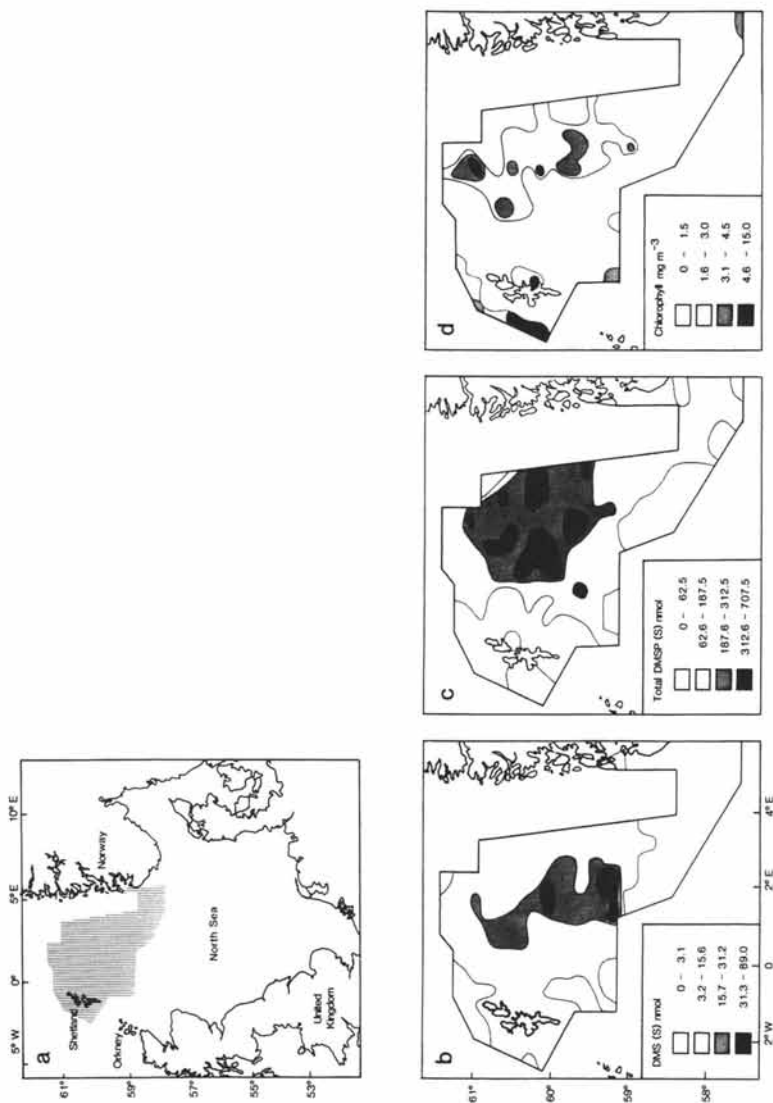 a
Shetland
Orkney
Norway
North Sea
United
Kingdom
61°
59°
57°
55°
53°
5° W
0°
5° E
10° E
b
DMS (S) nmol
0 – 3.1
3.2 – 15.6
15.7 – 31.2
31.3 – 89.0
61°
60°
59°
58°
2° W
0
2° E
4° E
c
Total DMSP (S) nmol
0 – 62.5
62.6 – 187.5
187.6 – 312.5
312.6 – 707.5
d
Chlorophyll mg m⁻³
0 – 1.5
1.6 – 3.0
3.1 – 4.5
4.6 – 15.0